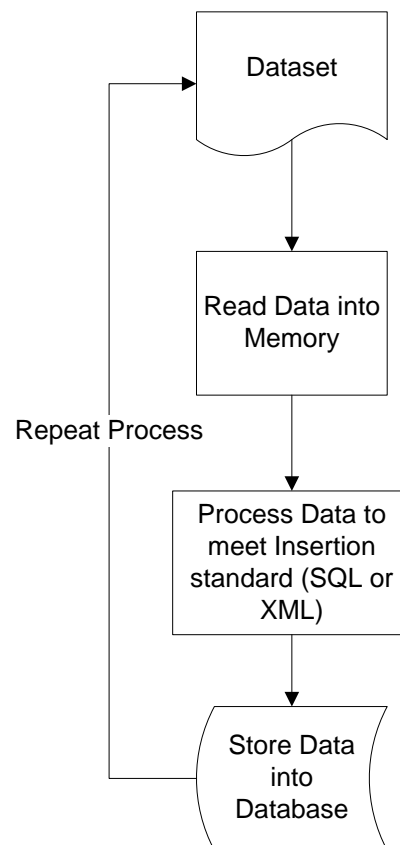 Dataset
Read Data into
Memory
Repeat Process
Process Data to
meet Insertion
standard (SQL or
XML)
Store Data
into
Database